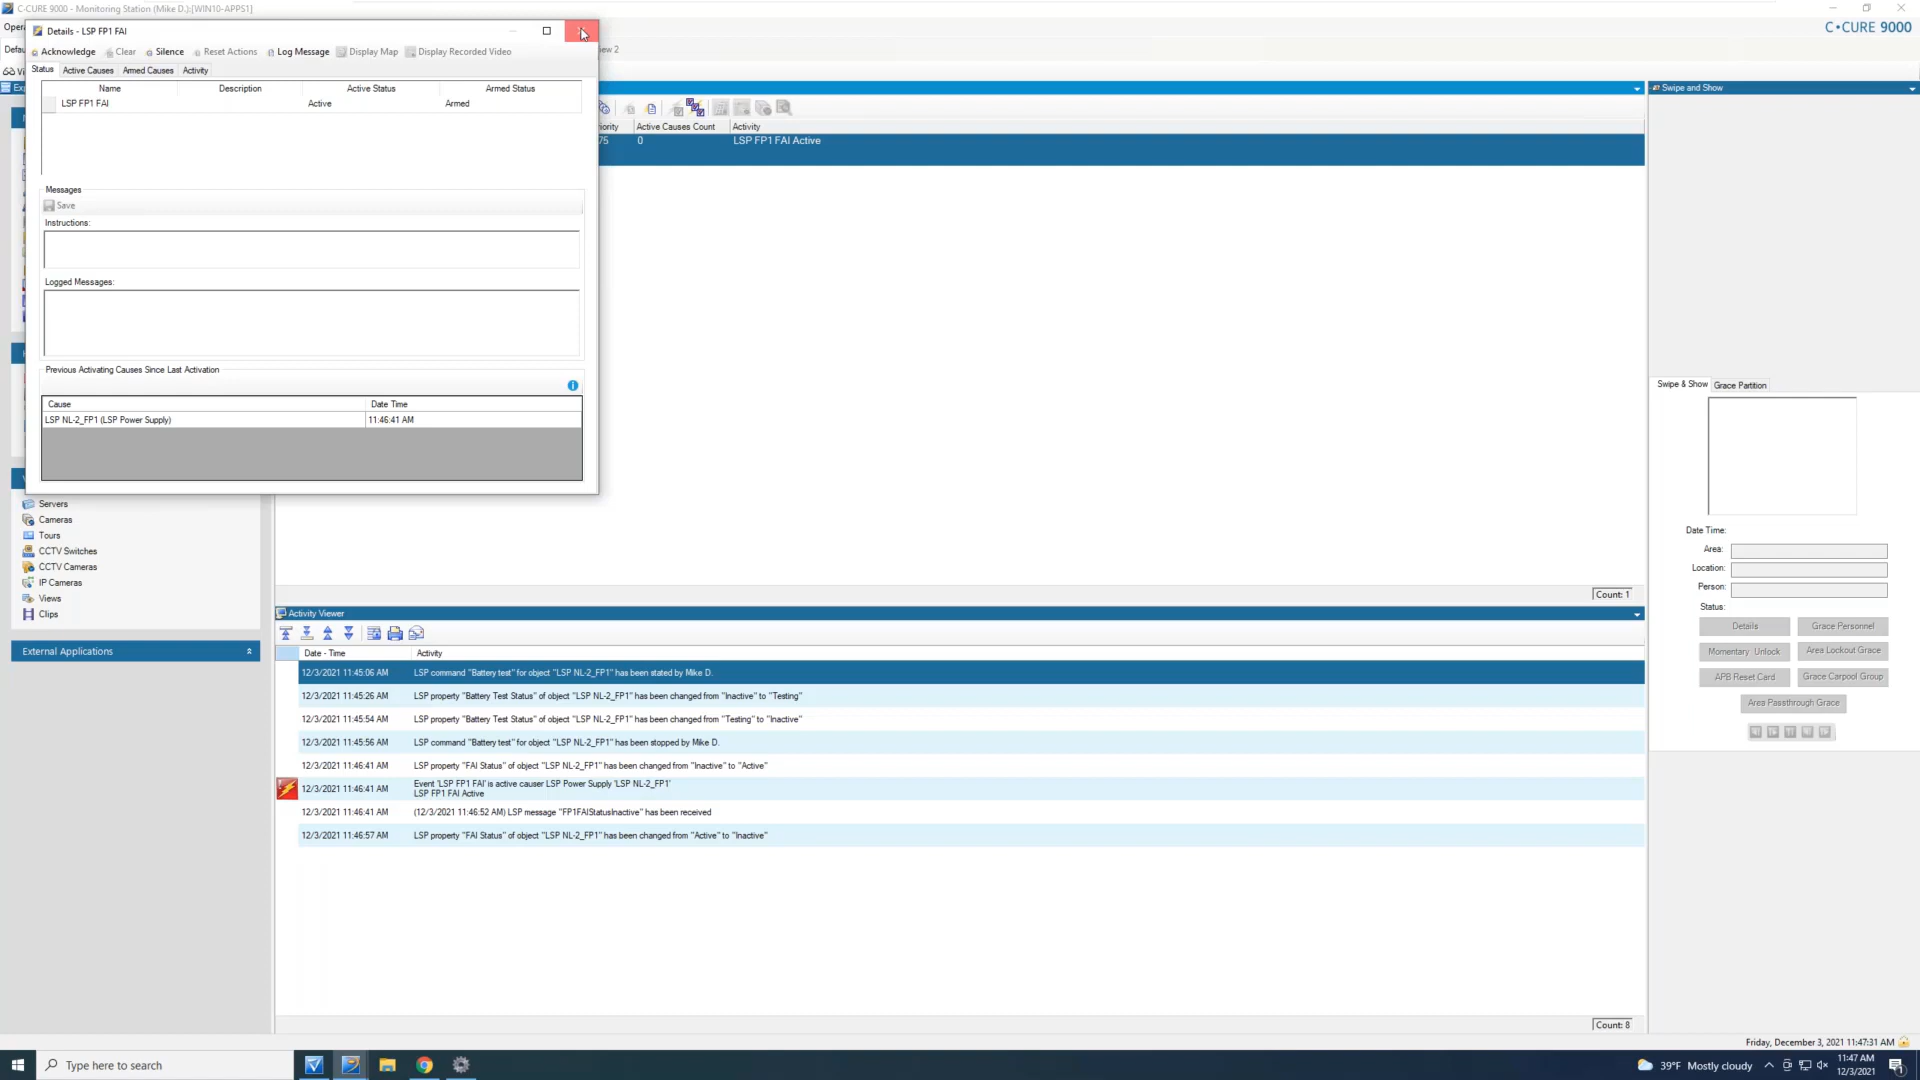 C-CURE 9000 - Monitoring Station (Mike D.):[WIN10-APPS1]
Details - LSP FP1 FAI
C•CURE 9000
Acknowledge Clear Silence Reset Actions Log Message Display Map Display Recorded Video
Status Active Causes Armed Causes Activity
Name Description Active Status Armed Status
LSP FP1 FAI Active Armed
Messages
Save
Instructions:
Logged Messages:
Previous Activating Causes Since Last Activation
Cause Date Time
LSP NL-2_FP1 (LSP Power Supply) 11:46:41 AM
Active Causes Count Activity
75 0 LSP FP1 FAI Active
Count: 1
Servers
Cameras
Tours
CCTV Switches
CCTV Cameras
IP Cameras
Views
Clips
External Applications
Activity Viewer
Date - Time Activity
12/3/2021 11:45:06 AM LSP command "Battery test" for object "LSP NL-2_FP1" has been stated by Mike D.
12/3/2021 11:45:26 AM LSP property "Battery Test Status" of object "LSP NL-2_FP1" has been changed from "Inactive" to "Testing"
12/3/2021 11:45:54 AM LSP property "Battery Test Status" of object "LSP NL-2_FP1" has been changed from "Testing" to "Inactive"
12/3/2021 11:45:56 AM LSP command "Battery test" for object "LSP NL-2_FP1" has been stopped by Mike D.
12/3/2021 11:46:41 AM LSP property "FAI Status" of object "LSP NL-2_FP1" has been changed from "Inactive" to "Active"
12/3/2021 11:46:41 AM Event 'LSP FP1 FAI' is active causer LSP Power Supply 'LSP NL-2_FP1'
LSP FP1 FAI Active
12/3/2021 11:46:41 AM (12/3/2021 11:46:52 AM) LSP message "FP1FAIStatusInactive" has been received
12/3/2021 11:46:57 AM LSP property "FAI Status" of object "LSP NL-2_FP1" has been changed from "Active" to "Inactive"
Count: 8
Swipe and Show
Swipe & Show Grace Partition
Date Time:
Area:
Location:
Person:
Status:
Details Grace Personnel
Momentary Unlock Area Lockout Grace
APB Reset Card Grace Carpool Group
Area Passthrough Grace
Friday, December 3, 2021 11:47:31 AM
Type here to search
39°F Mostly cloudy
11:47 AM
12/3/2021